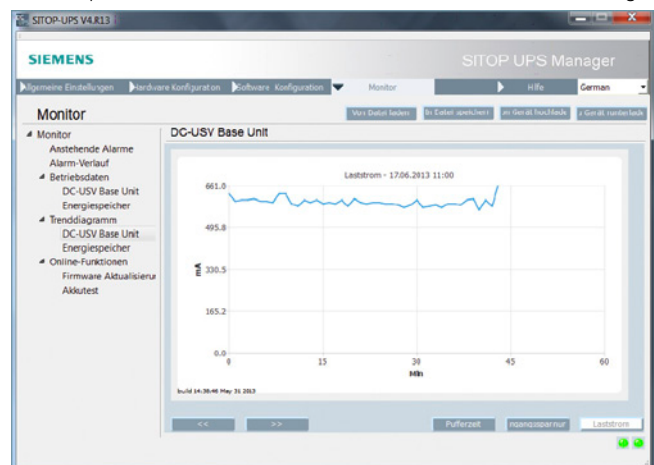 SITOP-UPS V4.R13
SIEMENS
SITOP UPS Manager
Allgemeine Einstellungen
Hardware Konfiguration
Software Konfiguration
Monitor
Hilfe
German
Monitor
Von Datei laden
In Datei speichern
Monitor
Anstehende Alarme
Alarm-Verlauf
Betriebsdaten
DC-USV Base Unit
Energiespeicher
Trenddiagramm
DC-USV Base Unit
Energiespeicher
Online-Funktionen
Firmware Aktualisierur
Akkutest
DC-USV Base Unit
Laststrom - 17.06.2013 11:00
661.0
495.8
330.5
165.2
0.0
mA
0 15 30 45 60
Min
build 14:38:46 May 31 2013
<< >>
Pufferzeit
Laststrom